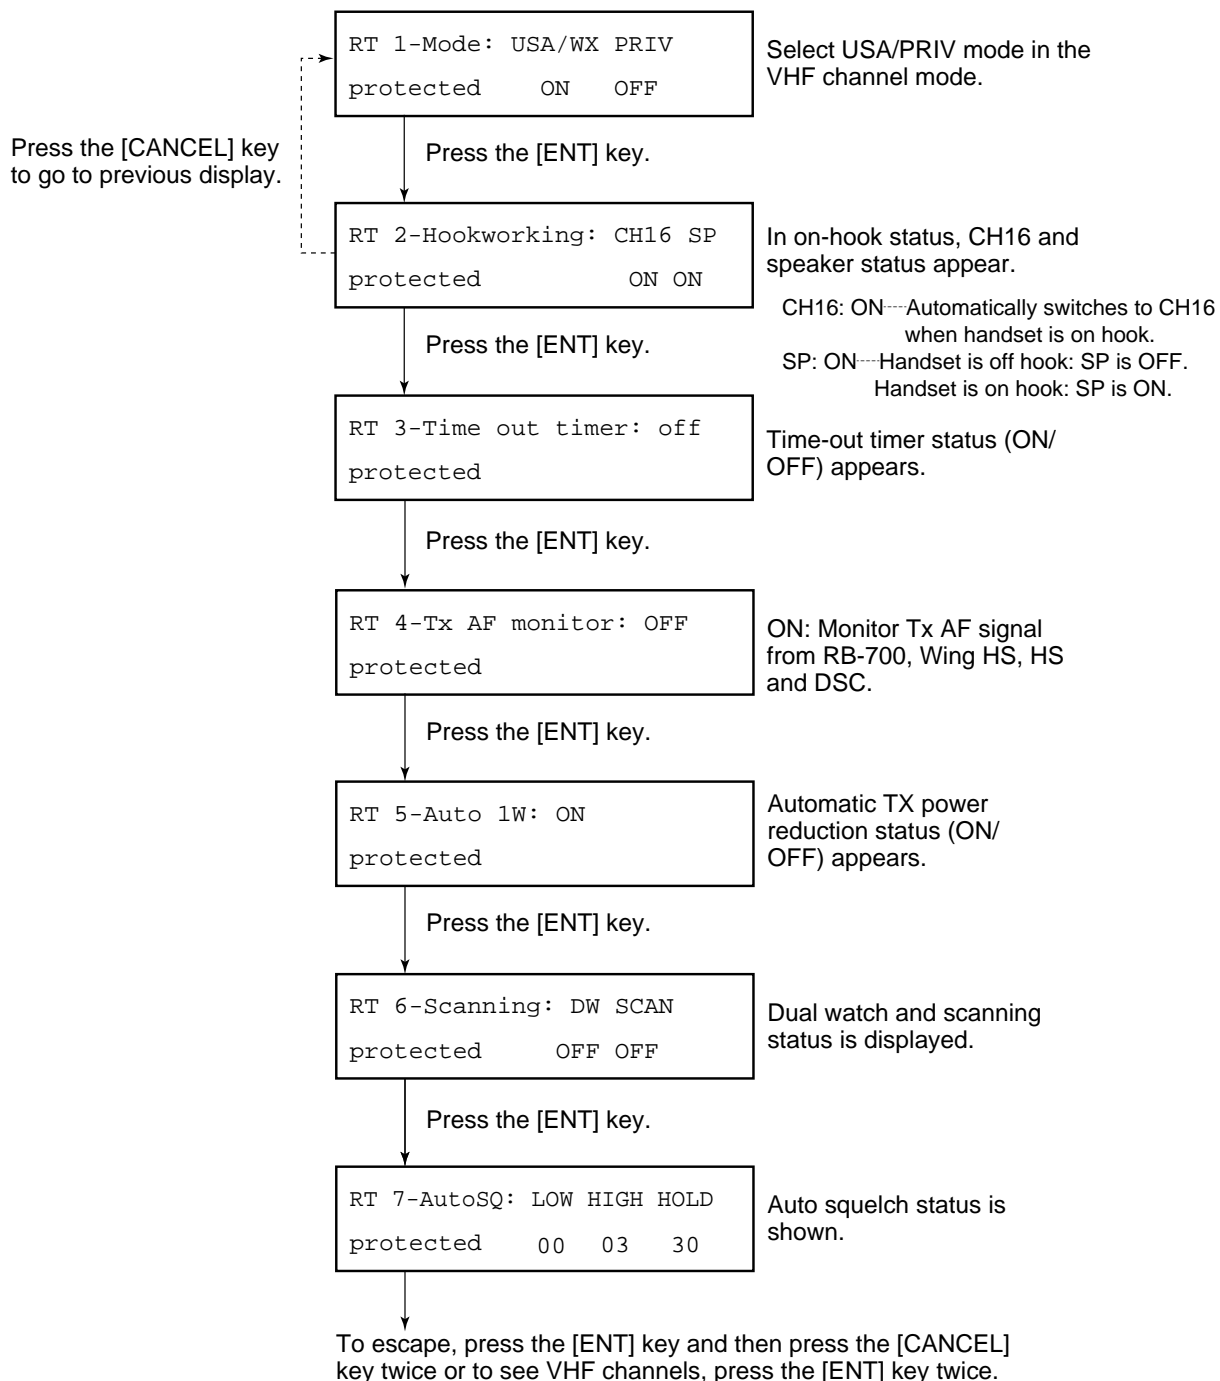 RT 1-Mode: USA/WX PRIV
protected ON OFF
Select USA/PRIV mode in the
VHF channel mode.
Press the [CANCEL] key
to go to previous display.
Press the [ENT] key.
RT 2-Hookworking: CH16 SP
protected ON ON
In on-hook status, CH16 and
speaker status appear.
CH16: ON----Automatically switches to CH16
when handset is on hook.
SP: ON----Handset is off hook: SP is OFF.
Handset is on hook: SP is ON.
Press the [ENT] key.
RT 3-Time out timer: off
protected
Time-out timer status (ON/
OFF) appears.
Press the [ENT] key.
RT 4-Tx AF monitor: OFF
protected
ON: Monitor Tx AF signal
from RB-700, Wing HS, HS
and DSC.
Press the [ENT] key.
RT 5-Auto 1W: ON
protected
Automatic TX power
reduction status (ON/
OFF) appears.
Press the [ENT] key.
RT 6-Scanning: DW SCAN
protected OFF OFF
Dual watch and scanning
status is displayed.
Press the [ENT] key.
RT 7-AutoSQ: LOW HIGH HOLD
protected 00 03 30
Auto squelch status is
shown.
To escape, press the [ENT] key and then press the [CANCEL]
key twice or to see VHF channels, press the [ENT] key twice.